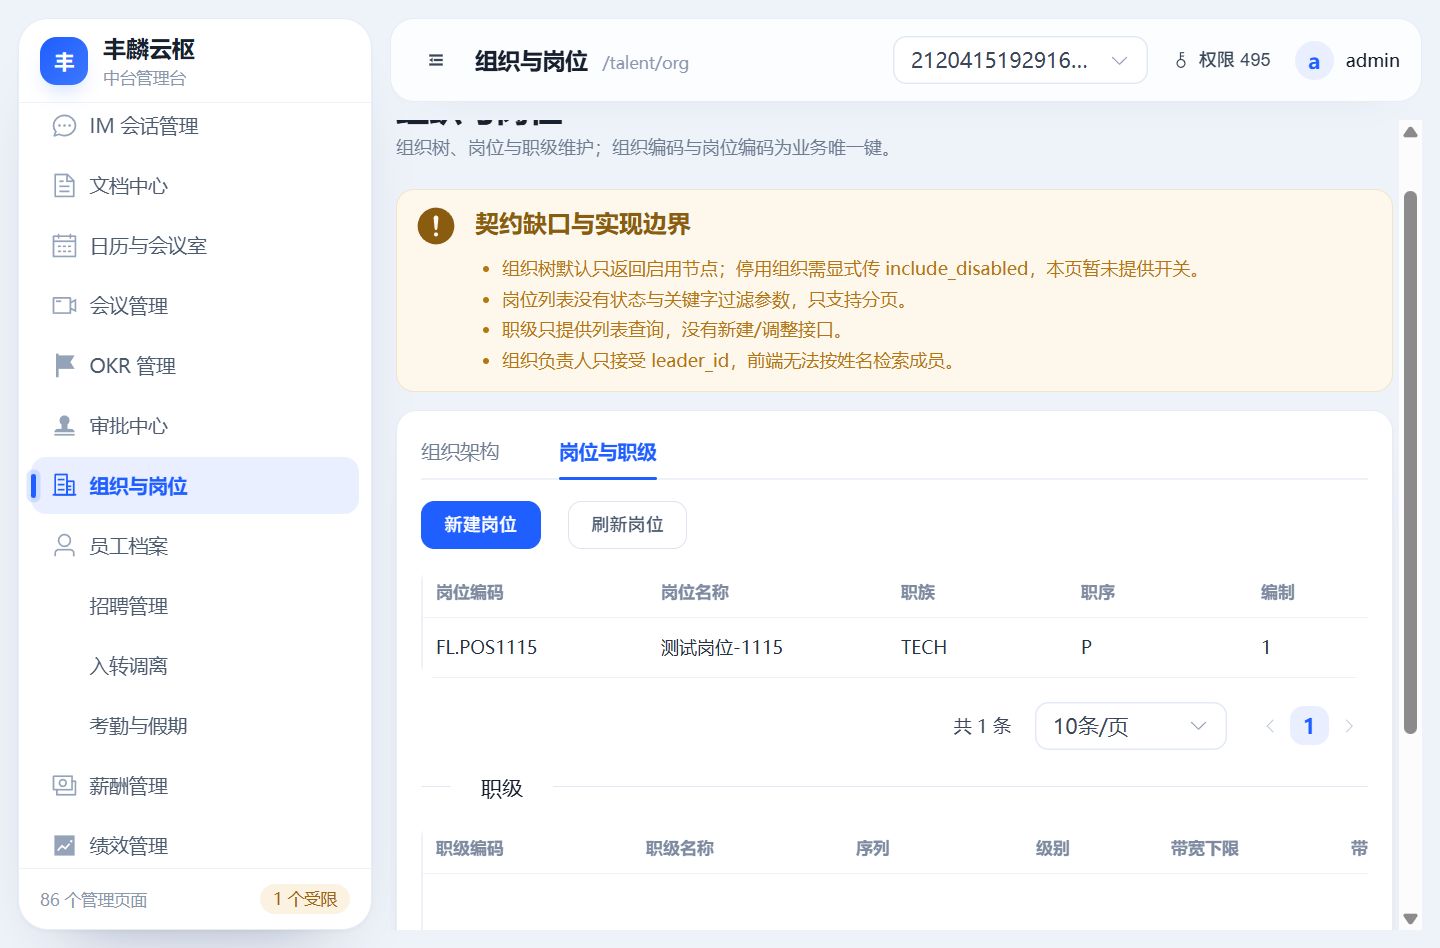 丰
丰麟云枢
中台管理台
IM 会话管理
文档中心
日历与会议室
会议管理
OKR 管理
审批中心
组织与岗位
员工档案
招聘管理
入转调离
考勤与假期
薪酬管理
绩效管理
86 个管理页面
1 个受限
组织与岗位 /talent/org
2120415192916...
权限 495
a
admin
组织与岗位
组织树、岗位与职级维护；组织编码与岗位编码为业务唯一键。
契约缺口与实现边界
• 组织树默认只返回启用节点；停用组织需显式传 include_disabled，本页暂未提供开关。
• 岗位列表没有状态与关键字过滤参数，只支持分页。
• 职级只提供列表查询，没有新建/调整接口。
• 组织负责人只接受 leader_id，前端无法按姓名检索成员。
组织架构 岗位与职级
新建岗位 刷新岗位
岗位编码 岗位名称 职族 职序 编制
FL.POS1115 测试岗位-1115 TECH P 1
共 1 条 10条/页 1
职级
职级编码 职级名称 序列 级别 带宽下限 带